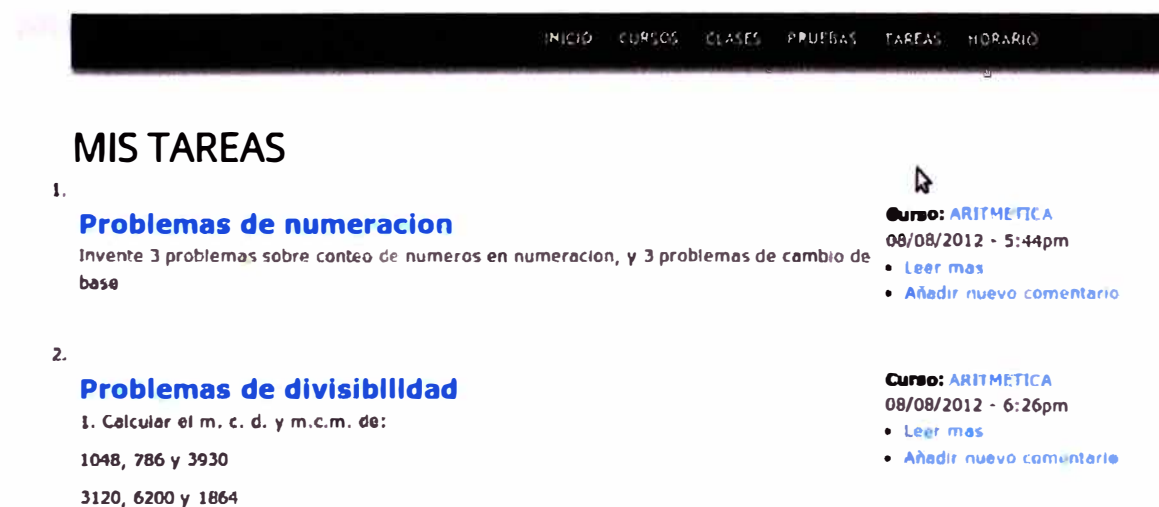 INICIO CURSOS CLASES PRUEBAS TAREAS HORARIO
MIS TAREAS
1.
Problemas de numeracion
Invente 3 problemas sobre conteo de numeros en numeracion, y 3 problemas de cambio de
base
Curso: ARITMETICA
08/08/2012 - 5:44pm
• Leer mas
• Añadir nuevo comentario
2.
Problemas de divisibilidad
1. Calcular el m. c. d. y m.c.m. de:
1048, 786 y 3930
3120, 6200 y 1864
Curso: ARITMETICA
08/08/2012 - 6:26pm
• Leer mas
• Añadir nuevo comentario